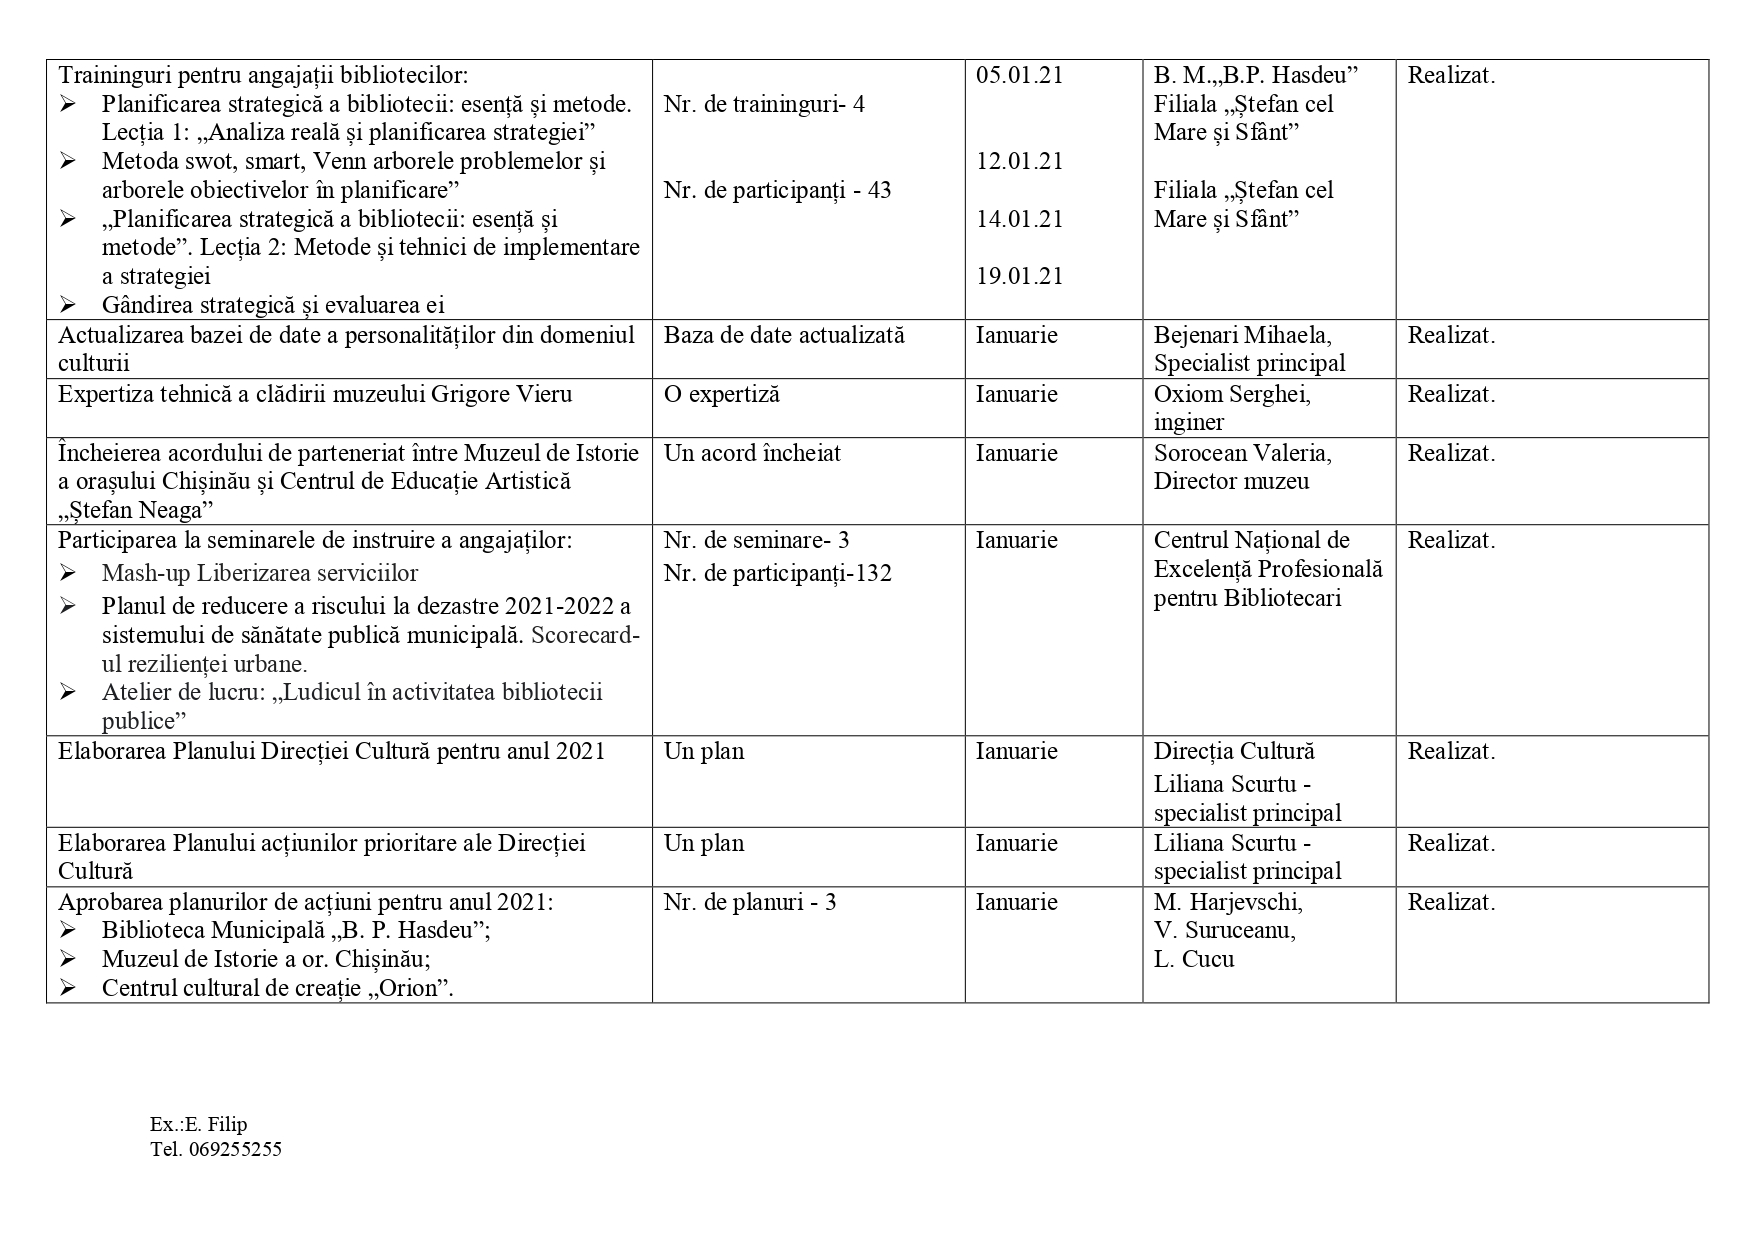 Traininguri pentru angajații bibliotecilor:
➢ Planificarea strategică a bibliotecii: esență și metode.
Lecția 1: „Analiza reală și planificarea strategiei”
➢ Metoda swot, smart, Venn arborele problemelor și
arborele obiectivelor în planificare”
➢ „Planificarea strategică a bibliotecii: esență și
metode”. Lecția 2: Metode și tehnici de implementare
a strategiei
➢ Gândirea strategică și evaluarea ei
Nr. de traininguri- 4
Nr. de participanți - 43
05.01.21
12.01.21
14.01.21
19.01.21
B. M.„B.P. Hasdeu”
Filiala „Ștefan cel
Mare și Sfânt”
Filiala „Ștefan cel
Mare și Sfânt”
Realizat.
Actualizarea bazei de date a personalităților din domeniul
culturii
Baza de date actualizată
Ianuarie
Bejenari Mihaela,
Specialist principal
Realizat.
Expertiza tehnică a clădirii muzeului Grigore Vieru
O expertiză
Ianuarie
Oxiom Serghei,
inginer
Realizat.
Încheierea acordului de parteneriat între Muzeul de Istorie
a orașului Chișinău și Centrul de Educație Artistică
„Ștefan Neaga”
Un acord încheiat
Ianuarie
Sorocean Valeria,
Director muzeu
Realizat.
Participarea la seminarele de instruire a angajaților:
➢ Mash-up Liberizarea serviciilor
➢ Planul de reducere a riscului la dezastre 2021-2022 a
sistemului de sănătate publică municipală. Scorecard-
ul rezilienței urbane.
➢ Atelier de lucru: „Ludicul în activitatea bibliotecii
publice”
Nr. de seminare- 3
Nr. de participanți-132
Ianuarie
Centrul Național de
Excelență Profesională
pentru Bibliotecari
Realizat.
Elaborarea Planului Direcției Cultură pentru anul 2021
Un plan
Ianuarie
Direcția Cultură
Liliana Scurtu -
specialist principal
Realizat.
Elaborarea Planului acțiunilor prioritare ale Direcției
Cultură
Un plan
Ianuarie
Liliana Scurtu -
specialist principal
Realizat.
Aprobarea planurilor de acțiuni pentru anul 2021:
➢ Biblioteca Municipală „B. P. Hasdeu”;
➢ Muzeul de Istorie a or. Chișinău;
➢ Centrul cultural de creație „Orion”.
Nr. de planuri - 3
Ianuarie
M. Harjevschi,
V. Suruceanu,
L. Cucu
Realizat.
Ex.:E. Filip
Tel. 069255255